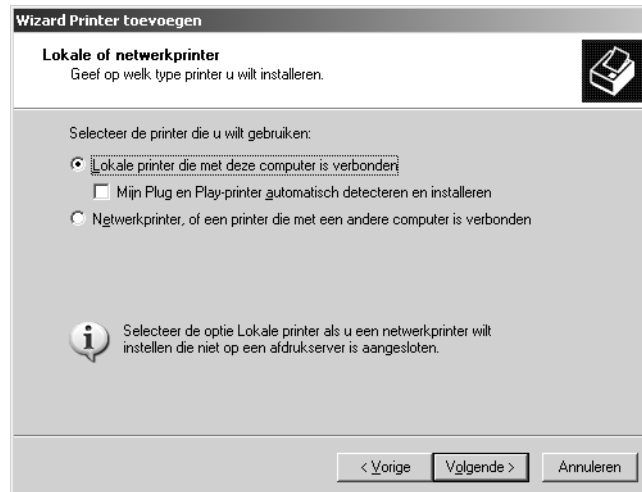 Wizard Printer toevoegen
Lokale of netwerkprinter
Geef op welk type printer u wilt installeren.
Selecteer de printer die u wilt gebruiken:
Lokale printer die met deze computer is verbonden
Mijn Plug en Play-printer automatisch detecteren en installeren
Netwerkprinter, of een printer die met een andere computer is verbonden
Selecteer de optie Lokale printer als u een netwerkprinter wilt
instellen die niet op een afdrukserver is aangesloten.
< Vorige
Volgende >
Annuleren